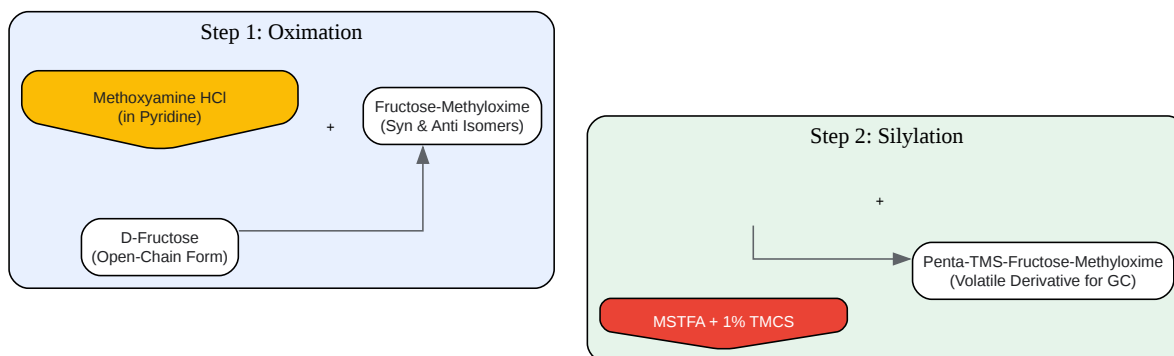 Step 1: Oximation
Methoxyamine HCl
(in Pyridine)
+
Fructose-Methyloxime
(Syn & Anti Isomers)
D-Fructose
(Open-Chain Form)
Step 2: Silylation
+
Penta-TMS-Fructose-Methyloxime
(Volatile Derivative for GC)
MSTFA + 1% TMCS